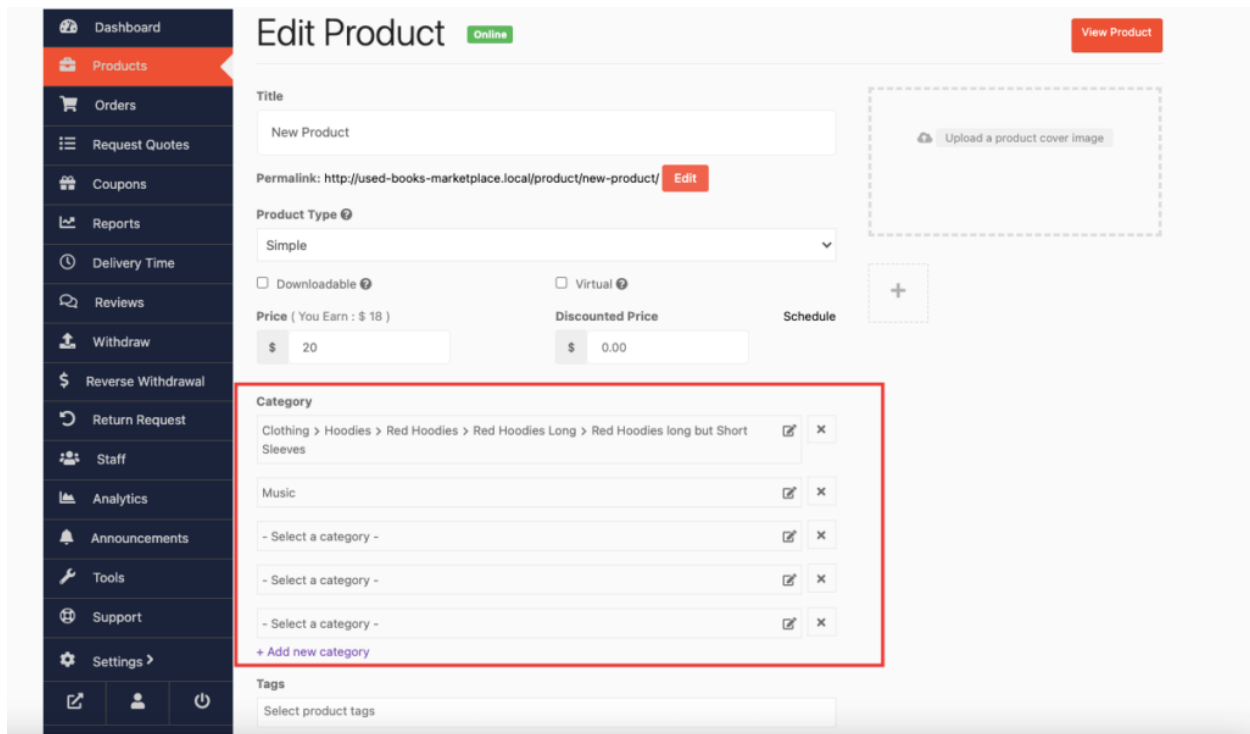 Dashboard
Products
Orders
Request Quotes
Coupons
Reports
Delivery Time
Reviews
Withdraw
$ Reverse Withdrawal
Return Request
Staff
Analytics
Announcements
Tools
Support
Settings >
Edit Product Online
View Product
Title
New Product
Permalink: http://used-books-marketplace.local/product/new-product/ Edit
Product Type
Simple
Downloadable
Virtual
Price ( You Earn : $ 18 )
$ 20
Discounted Price Schedule
$ 0.00
Category
Clothing > Hoodies > Red Hoodies > Red Hoodies Long > Red Hoodies long but Short
Sleeves
Music
- Select a category -
- Select a category -
- Select a category -
+ Add new category
Tags
Select product tags
Upload a product cover image